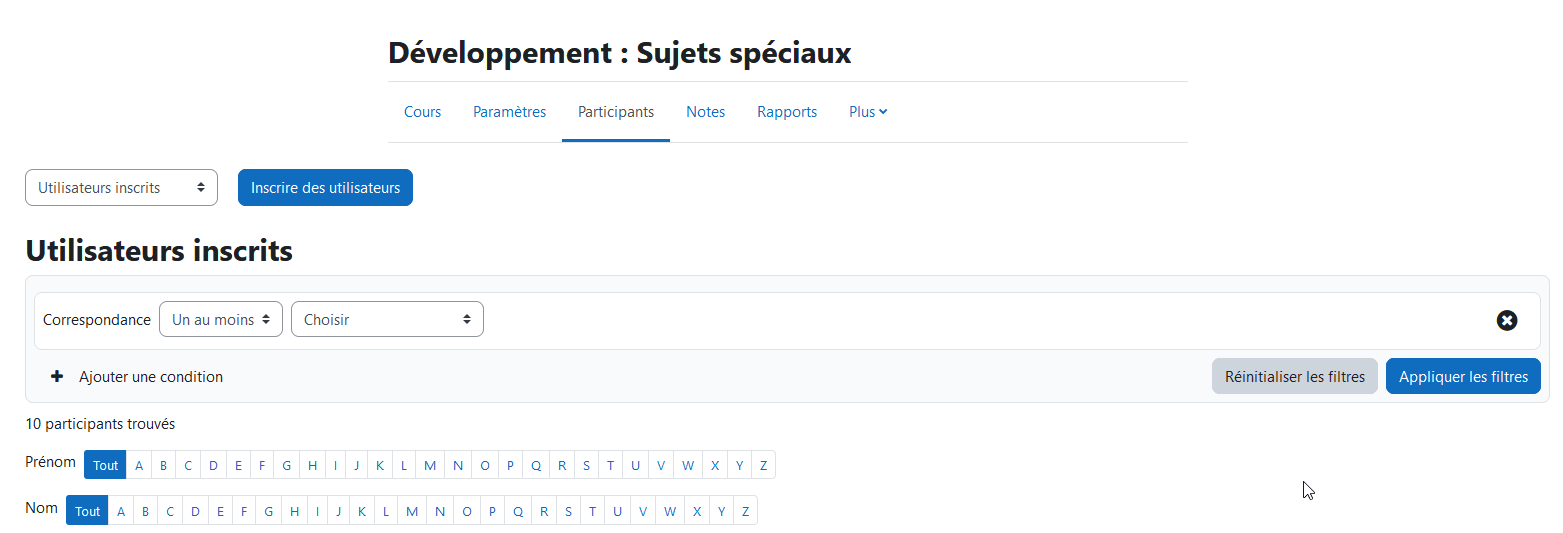 Développement : Sujets spéciaux
Cours Paramètres Participants Notes Rapports Plus
Utilisateurs inscrits Inscrire des utilisateurs
Utilisateurs inscrits
Correspondance Un au moins Choisir
Ajouter une condition Réinitialiser les filtres Appliquer les filtres
10 participants trouvés
Prénom Tout A B C D E F G H I J K L M N O P Q R S T U V W X Y Z
Nom Tout A B C D E F G H I J K L M N O P Q R S T U V W X Y Z